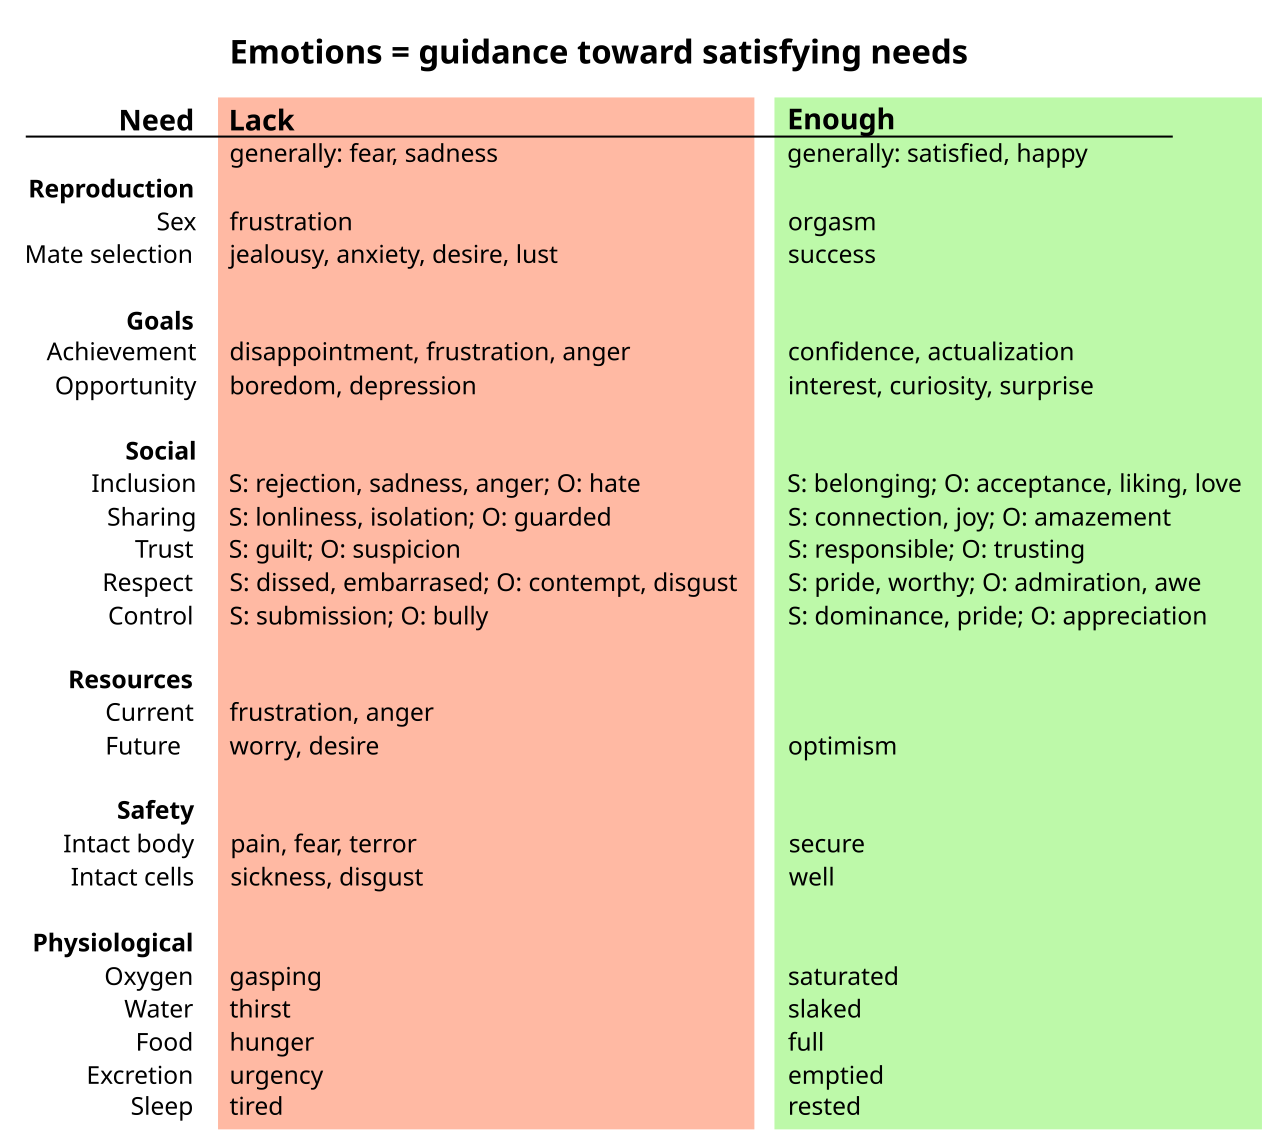 Emotions = guidance toward satisfying needs
Need Lack Enough
generally: fear, sadness generally: satisfied, happy
Reproduction
Sex frustration orgasm
Mate selection jealousy, anxiety, desire, lust success
Goals
Achievement disappointment, frustration, anger confidence, actualization
Opportunity boredom, depression interest, curiosity, surprise
Social
Inclusion S: rejection, sadness, anger; O: hate S: belonging; O: acceptance, liking, love
Sharing S: lonliness, isolation; O: guarded S: connection, joy; O: amazement
Trust S: guilt; O: suspicion S: responsible; O: trusting
Respect S: dissed, embarrased; O: contempt, disgust S: pride, worthy; O: admiration, awe
Control S: submission; O: bully S: dominance, pride; O: appreciation
Resources
Current frustration, anger
Future worry, desire optimism
Safety
Intact body pain, fear, terror secure
Intact cells sickness, disgust well
Physiological
Oxygen gasping saturated
Water thirst slaked
Food hunger full
Excretion urgency emptied
Sleep tired rested